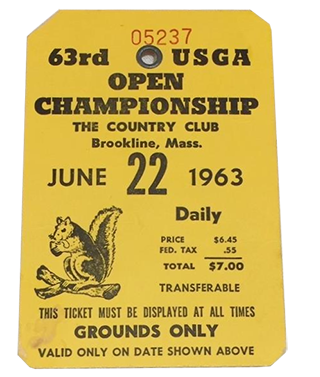 05237
63rd USGA
OPEN
CHAMPIONSHIP
THE COUNTRY CLUB
Brookline, Mass.
JUNE 22 1963
Daily
PRICE $6.45
FED. TAX .55
TOTAL $7.00
TRANSFERABLE
THIS TICKET MUST BE DISPLAYED AT ALL TIMES
GROUNDS ONLY
VALID ONLY ON DATE SHOWN ABOVE